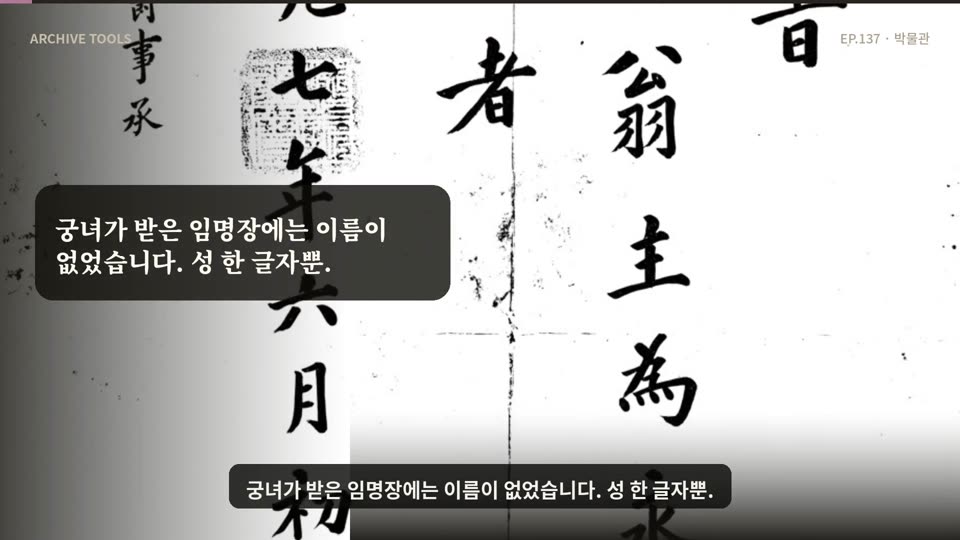 ARCHIVE TOOLS
EP.137 · 박물관
旨
翁主為永
者
七年六月初
事承
궁녀가 받은 임명장에는 이름이
없었습니다. 성 한 글자뿐.
궁녀가 받은 임명장에는 이름이 없었습니다. 성 한 글자뿐.